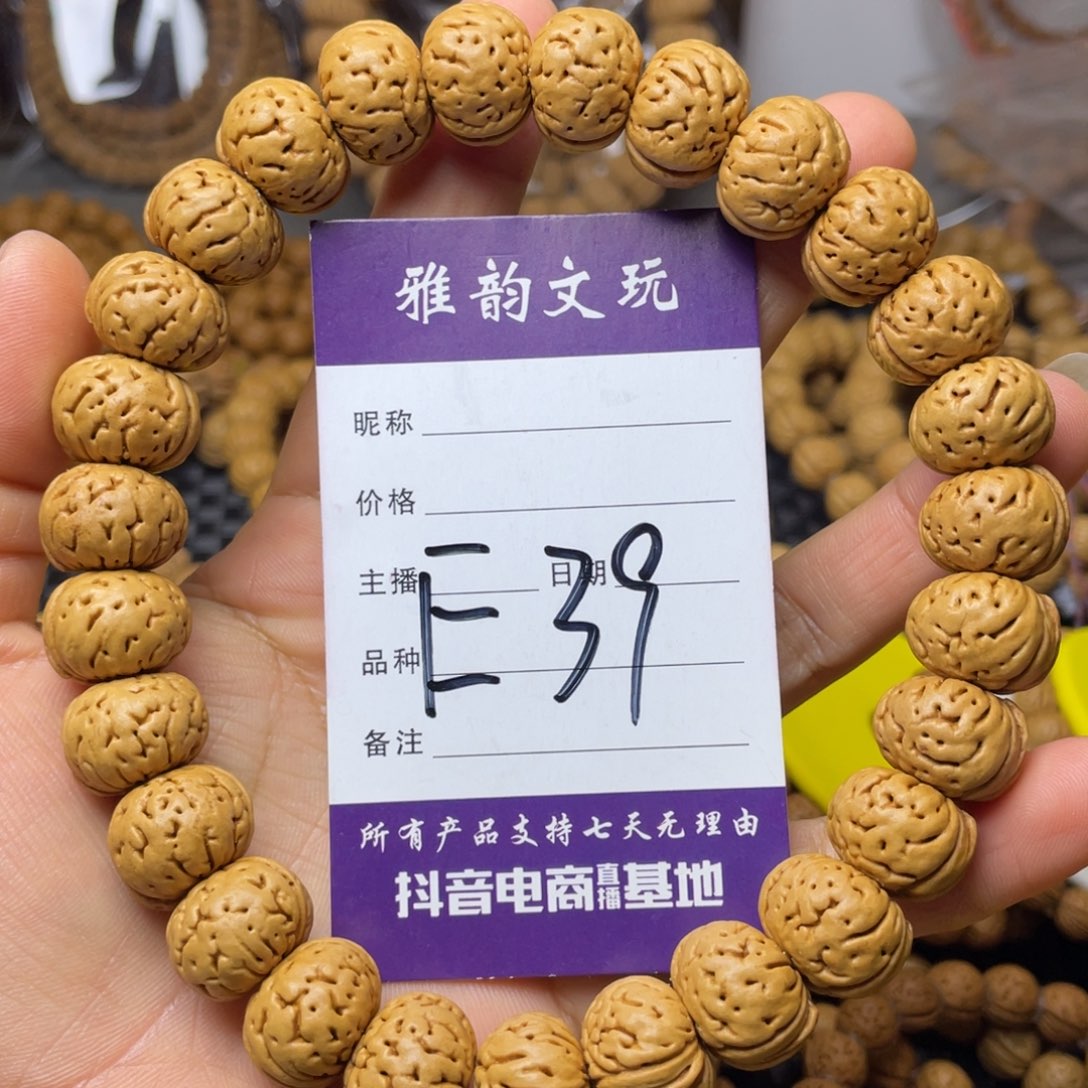 雅韵文玩
昵称
价格
主播 日期
E39
品种
备注
所有产品支持七天无理由
抖音电商直播基地